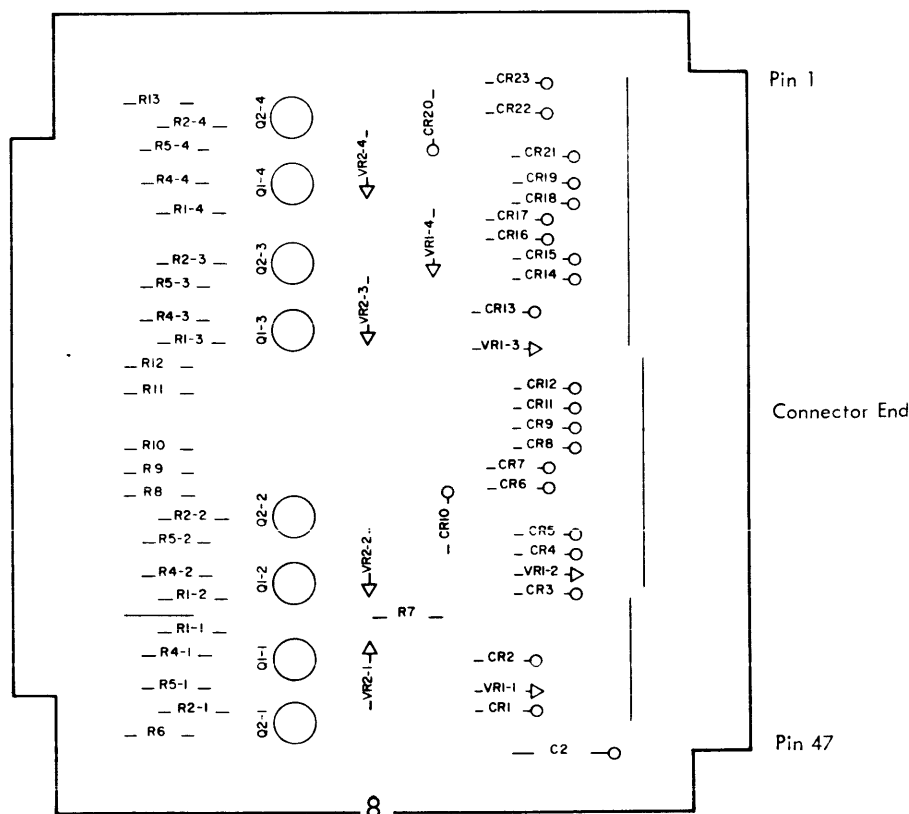 CR23
Pin 1
R13
Q2-4
CR20
CR22
R2-4
R5-4
VR2-4
CR21
R4-4
Q1-4
CR19
CR18
R1-4
VR1-4
CR17
CR16
R2-3
Q2-3
CR15
R5-3
VR2-3
CR14
R4-3
CR13
Q1-3
R1-3
VR1-3
R12
R11
CR12
CR11
Connector End
CR9
R10
CR8
R9
CR7
R8
CR6
Q2-2
CR10
R2-2
R5-2
VR2-2
CR5
CR4
R4-2
Q1-2
VR1-2
R1-2
CR3
R7
R1-1
R4-1
Q1-1
CR2
R5-1
VR2-1
VR1-1
R2-1
CR1
Q2-1
R6
Pin 47
C2
8